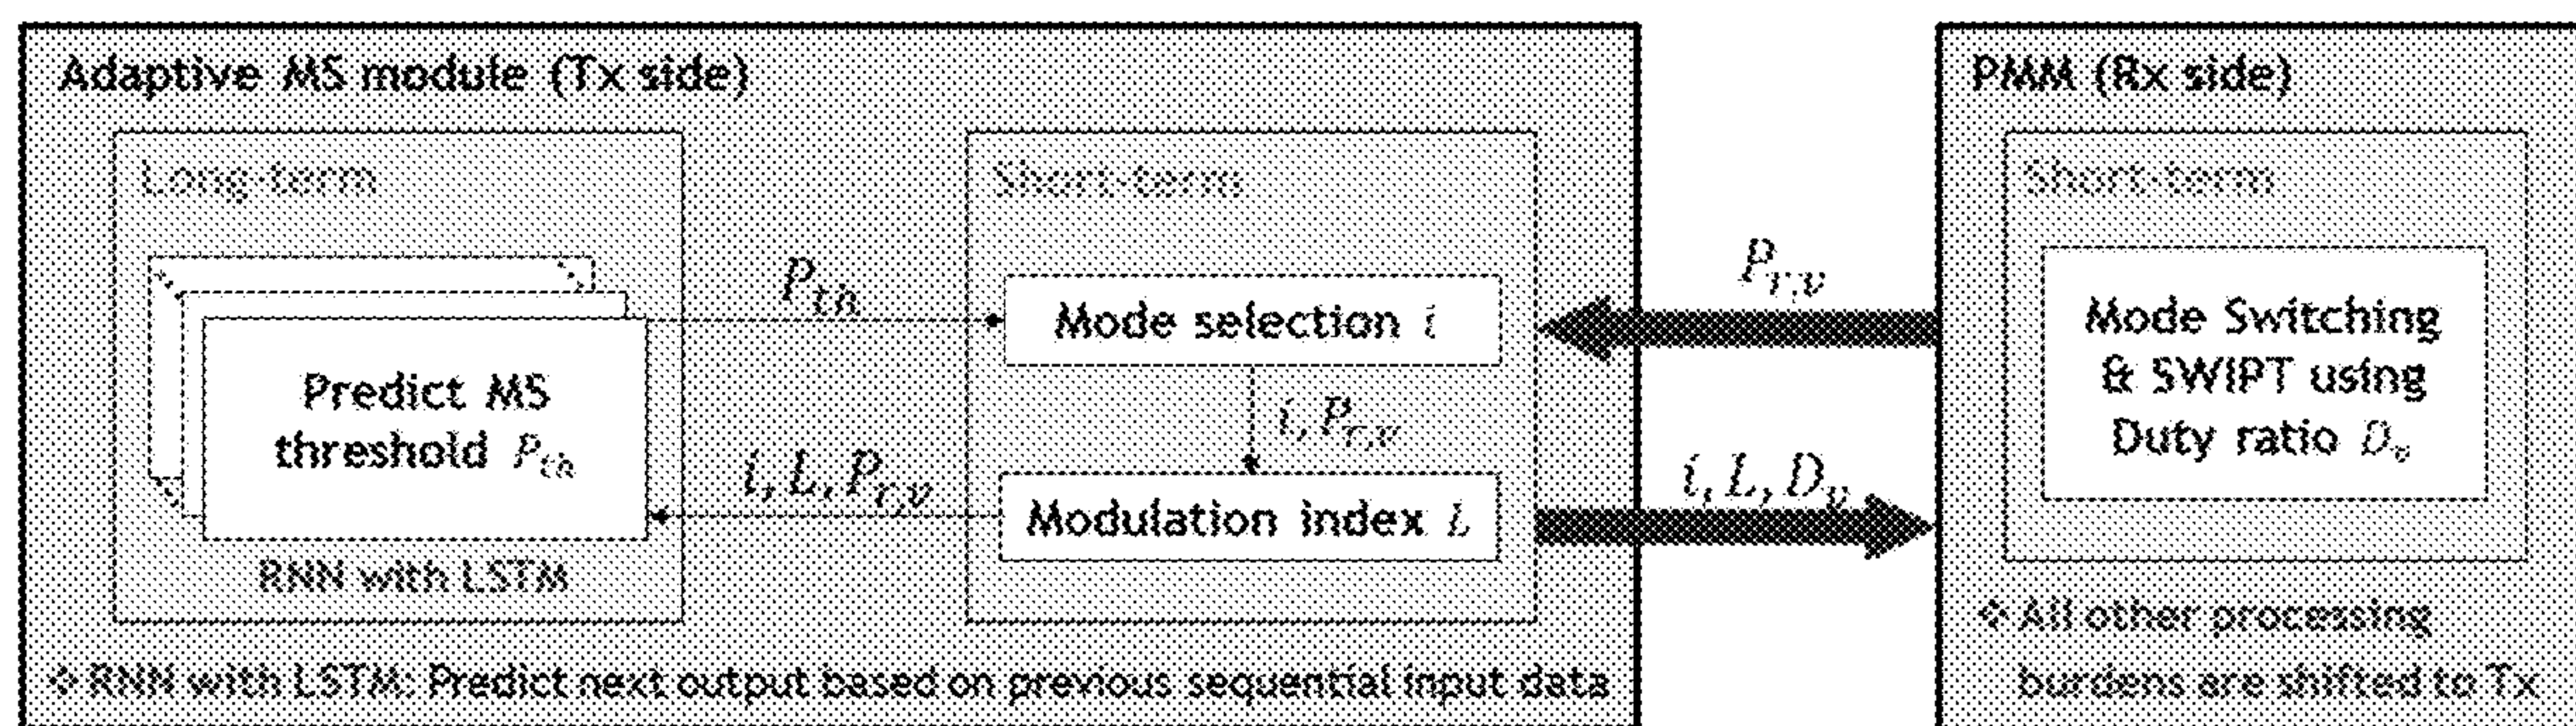 Adaptive MS module (Tx side)
Long-term
Predict MS
threshold P_th
RNN with LSTM
P_th
i, L, P_r,v
Short-term
Mode selection i
i, P_r,v
Modulation index L
❖ RNN with LSTM: Predict next output based on previous sequential input data
P_r,v
i, L, D_v
PMM (Rx side)
Short-term
Mode Switching
& SWIPT using
Duty ratio D_v
❖ All other processing
burdens are shifted to Tx